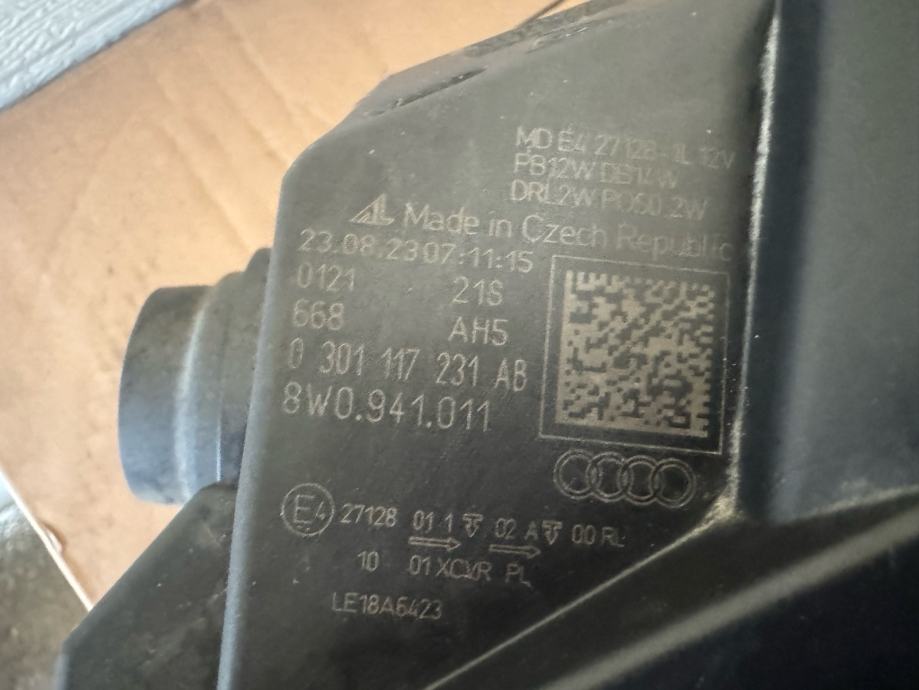 MD E4 27128-1L 12V
PB12W DB14W
DRL2W PO50.2W
AL Made in Czech Republic
23.08.23 07:11:15
0121 21S
668 AH5
0 301 117 231 AB
8W0.941.011
E4 27128 01 1 02 A 00 RL
10 01 XCVR PL
LE18A6423